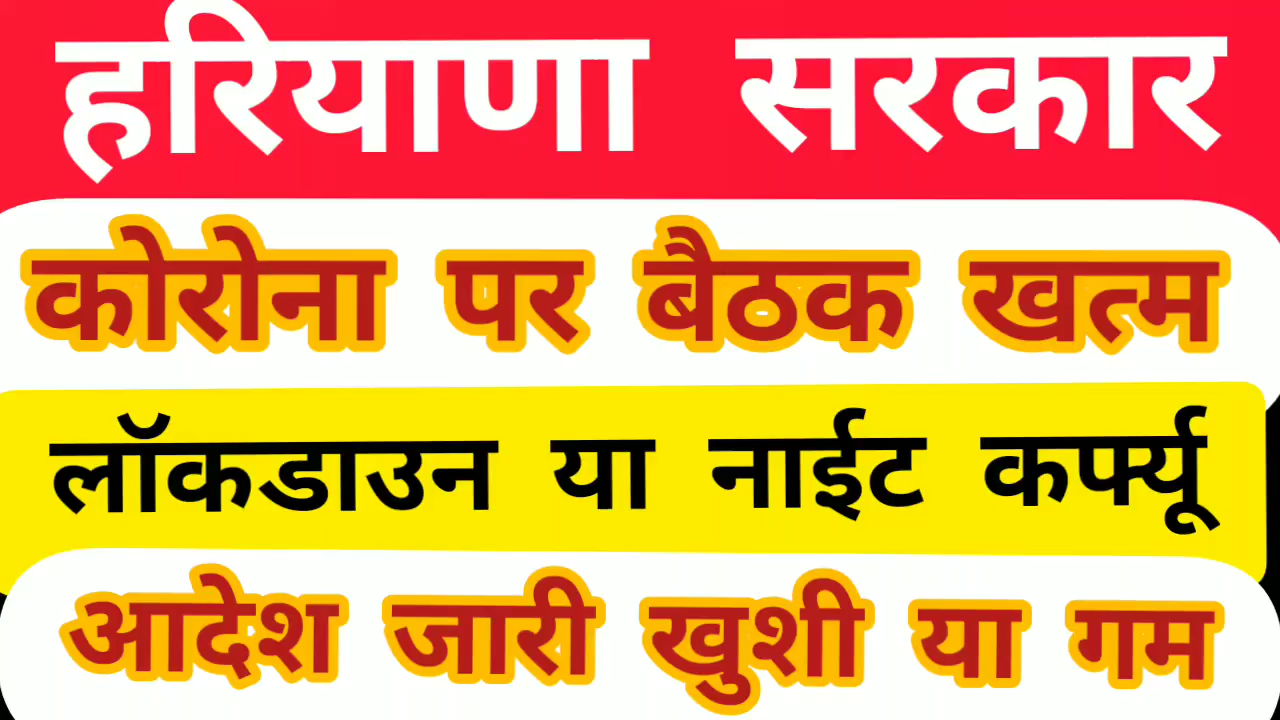 हरियाणा सरकार
कोरोना पर बैठक खत्म
लॉकडाउन या नाईट कर्फ्यू
आदेश जारी खुशी या गम